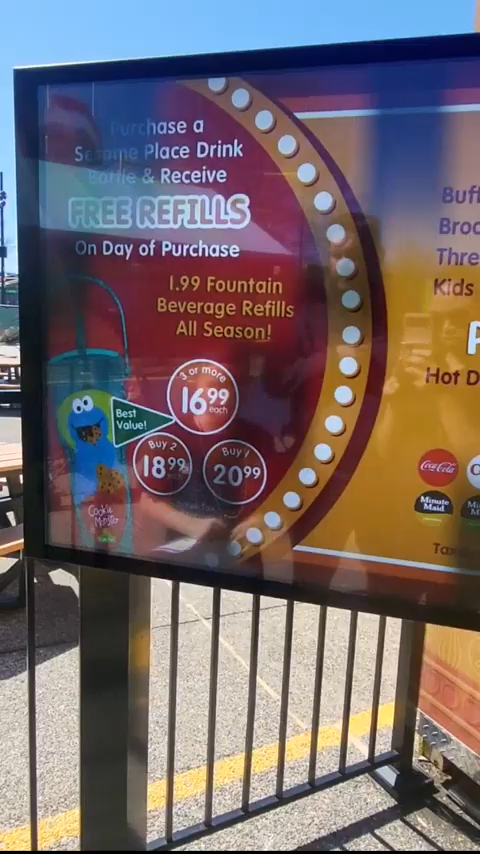 Purchase a
Sesame Place Drink
Bottle & Receive
FREE REFILLS
On Day of Purchase
1.99 Fountain
Beverage Refills
All Season!
3 or more
16.99
each
Best
Value!
Buy 2
18.99
Buy 1
20.99
Cookie
Monster
Buff
Broc
Thre
Kids
P
Hot D
Coca-Cola
C
Minute
Maid
Mi
M
Tax